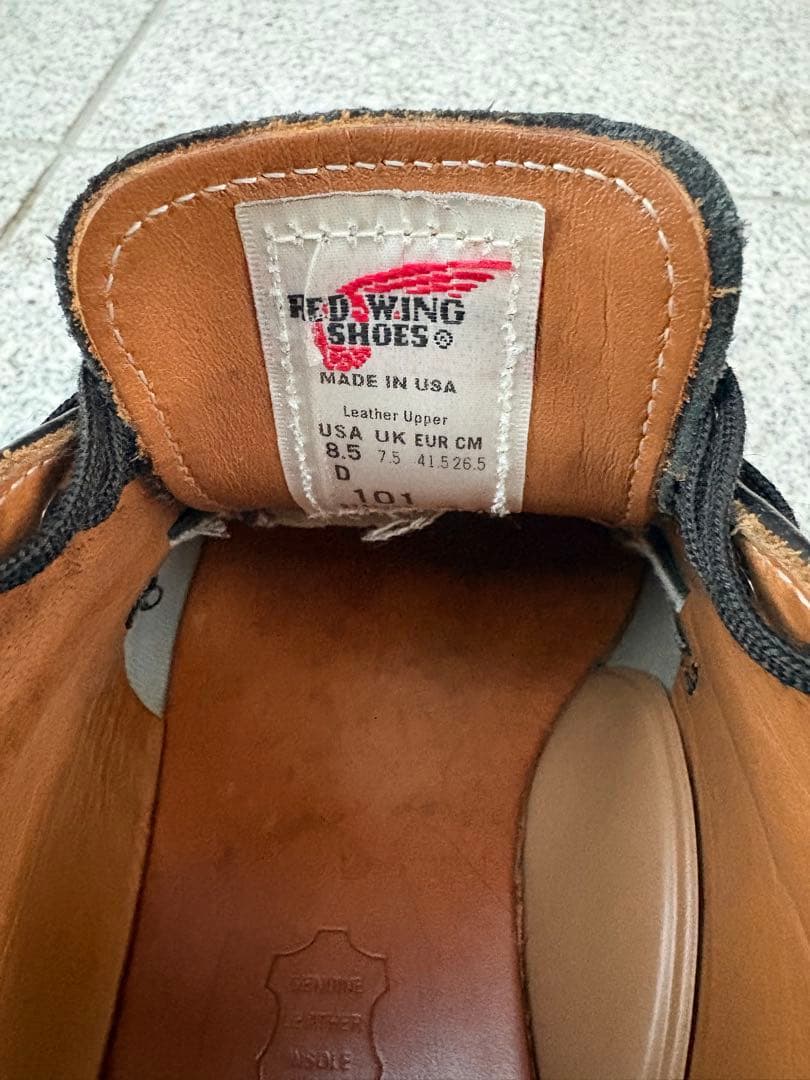 RED WING
SHOES®
MADE IN USA
Leather Upper
USA UK EUR CM
8.5 7.5 41.5 26.5
D
101
GENUINE
LEATHER
INSOLE